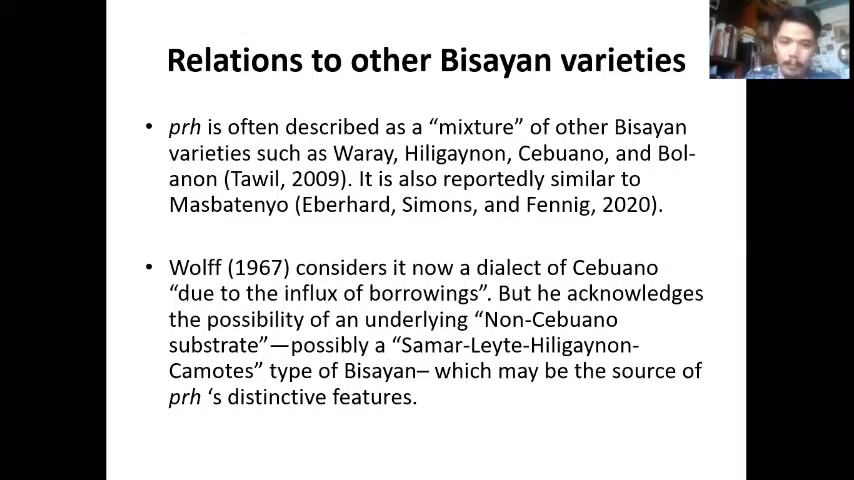 Relations to other Bisayan varieties
• prh is often described as a “mixture” of other Bisayan
varieties such as Waray, Hiligaynon, Cebuano, and Bol-
anon (Tawil, 2009). It is also reportedly similar to
Masbatenyo (Eberhard, Simons, and Fennig, 2020).
• Wolff (1967) considers it now a dialect of Cebuano
“due to the influx of borrowings”. But he acknowledges
the possibility of an underlying “Non-Cebuano
substrate”—possibly a “Samar-Leyte-Hiligaynon-
Camotes” type of Bisayan– which may be the source of
prh ‘s distinctive features.